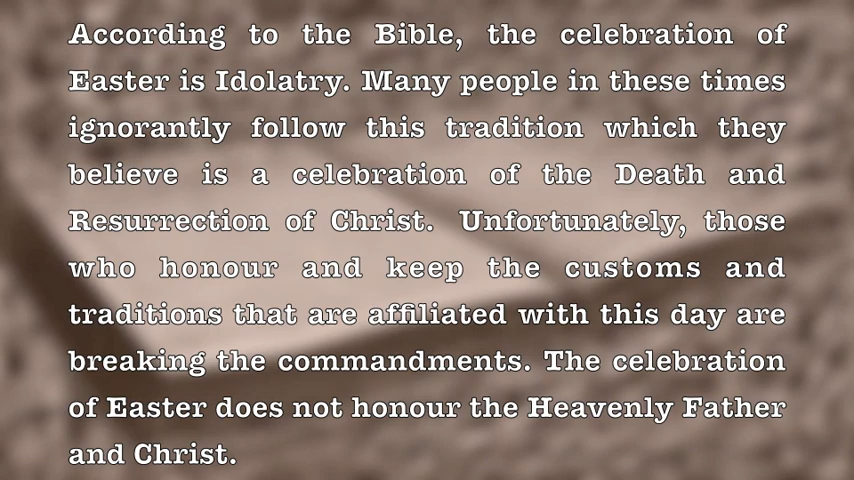 According to the Bible, the celebration of
Easter is Idolatry. Many people in these times
ignorantly follow this tradition which they
believe is a celebration of the Death and
Resurrection of Christ. Unfortunately, those
who honour and keep the customs and
traditions that are affiliated with this day are
breaking the commandments. The celebration
of Easter does not honour the Heavenly Father
and Christ.